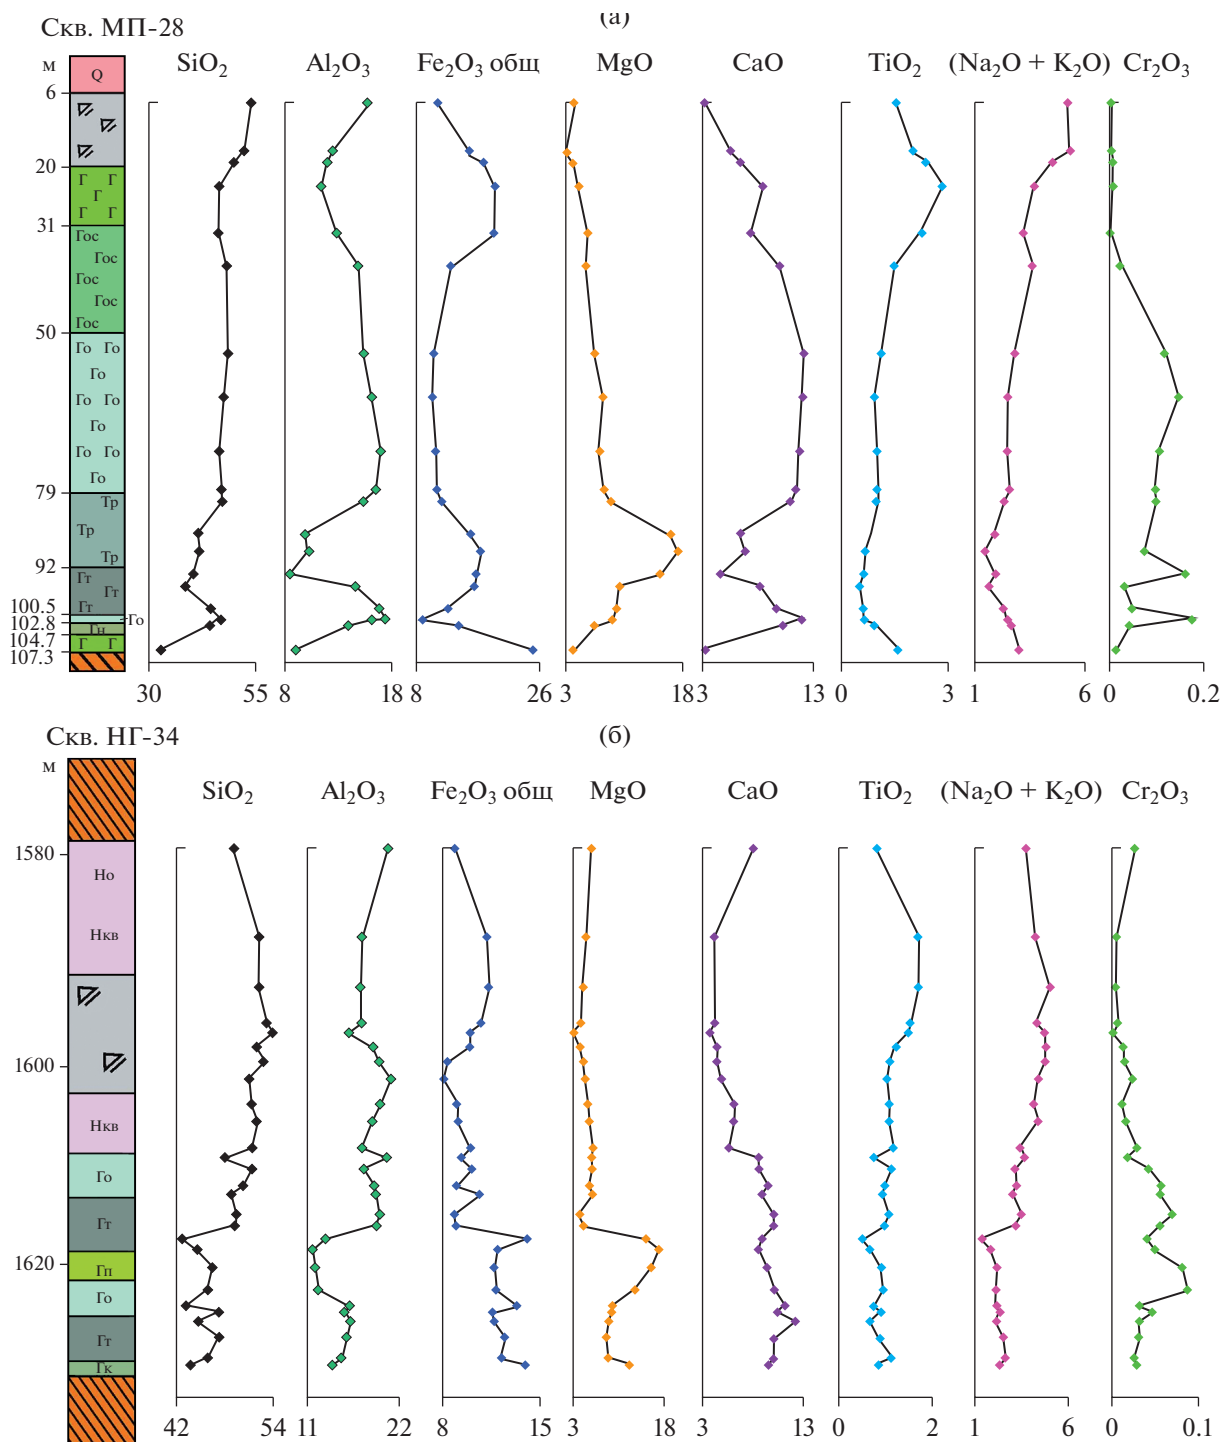 (а)
Скв. МП-28
м SiO₂ Al₂O₃ Fe₂O₃ общ MgO CaO TiO₂ (Na₂O + K₂O) Cr₂O₃
Q
6
20
Г Г
Г
Г Г
31
Гос
Гос
Гос
Гос
Гос
50
Го Го
Го
Го Го
Го
Го Го
Го
79
Тр
Тр
Тр
92
Гт
Гт
Гт
100.5
Го
102.8
Гн
104.7
Г Г
107.3
30 55 8 18 8 26 3 18 3 13 0 3 1 6 0 0.2
(б)
Скв. НГ-34
м
SiO₂ Al₂O₃ Fe₂O₃ общ MgO CaO TiO₂ (Na₂O + K₂O) Cr₂O₃
1580
Но
Нкв
1600
Нкв
Го
Гт
1620
Гп
Го
Гт
Гк
42 54 11 22 8 15 3 18 3 13 0 2 1 6 0 0.1